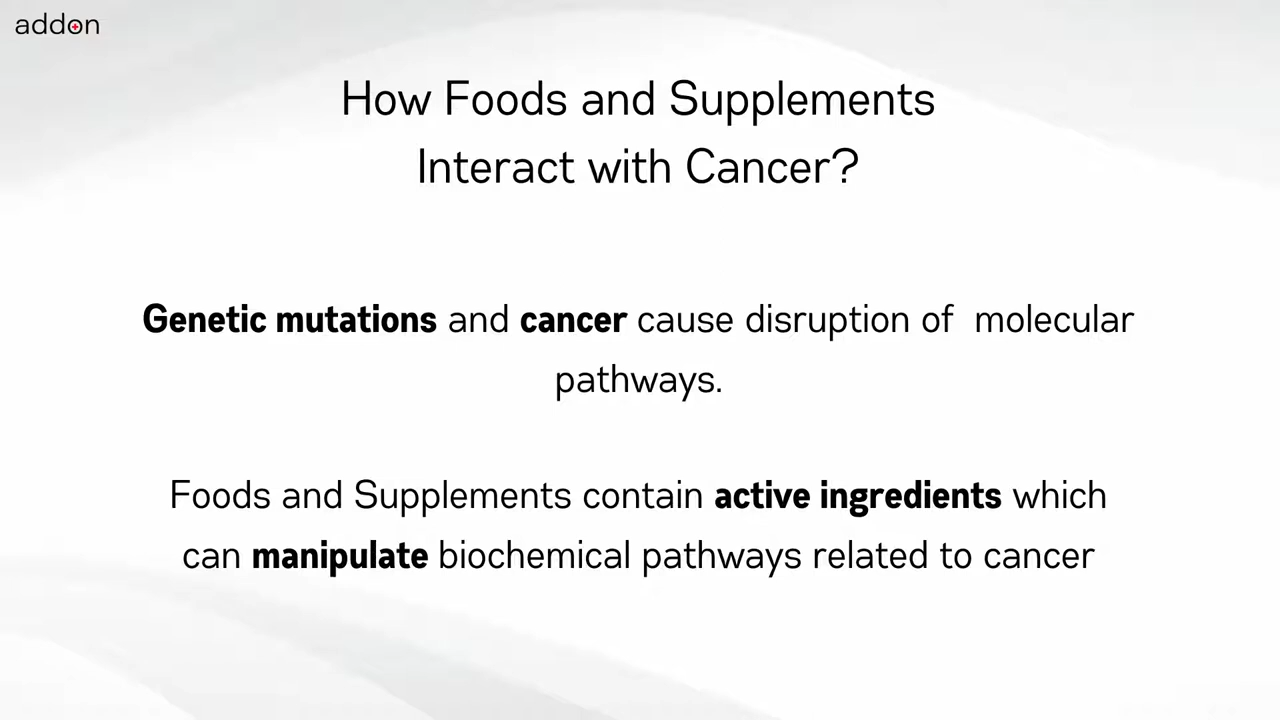 addon
How Foods and Supplements
Interact with Cancer?
Genetic mutations and cancer cause disruption of molecular
pathways.
Foods and Supplements contain active ingredients which
can manipulate biochemical pathways related to cancer